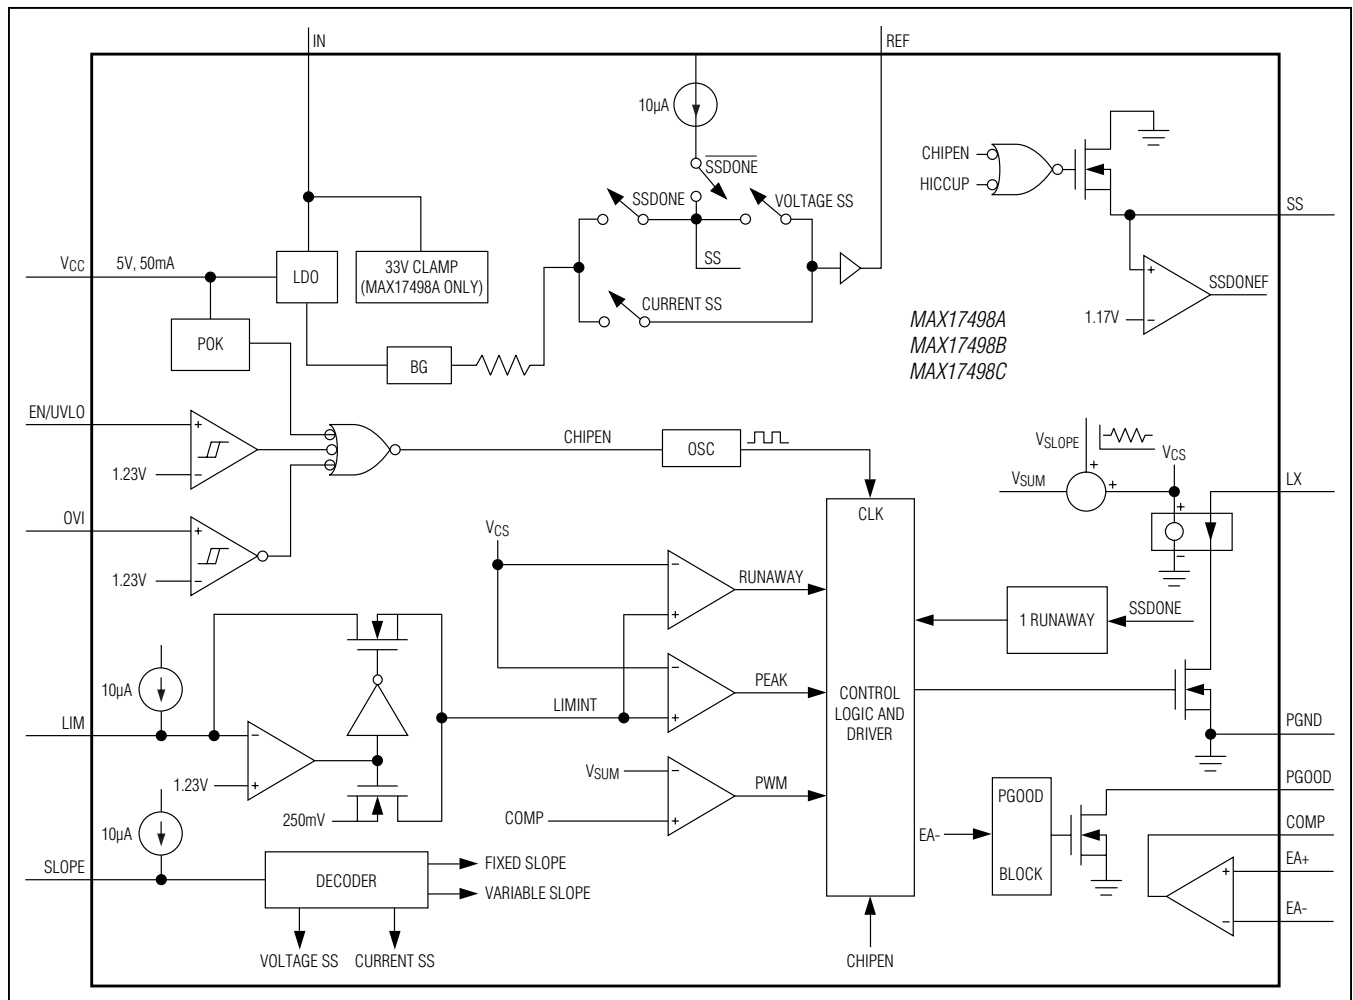 IN
REF
10µA
SSDONE
CHIPEN
HICCUP
SSDONE
VOLTAGE SS
SS
VCC
5V, 50mA
LDO
33V CLAMP
(MAX17498A ONLY)
SS
+
SSDONEF
1.17V
−
CURRENT SS
MAX17498A
MAX17498B
MAX17498C
POK
BG
EN/UVLO
+
1.23V
−
CHIPEN
OSC
VSLOPE
+
VCS
VSUM
+
LX
+
−
OVI
+
1.23V
−
CLK
VCS
−
RUNAWAY
+
1 RUNAWAY
SSDONE
10µA
−
PEAK
+
LIMINT
CONTROL
LOGIC AND
DRIVER
LIM
−
1.23V
+
PGND
VSUM
−
PWM
COMP
+
250mV
PGOOD
EA-
PGOOD
BLOCK
COMP
10µA
SLOPE
DECODER
FIXED SLOPE
VARIABLE SLOPE
EA+
+
EA-
−
VOLTAGE SS
CURRENT SS
CHIPEN